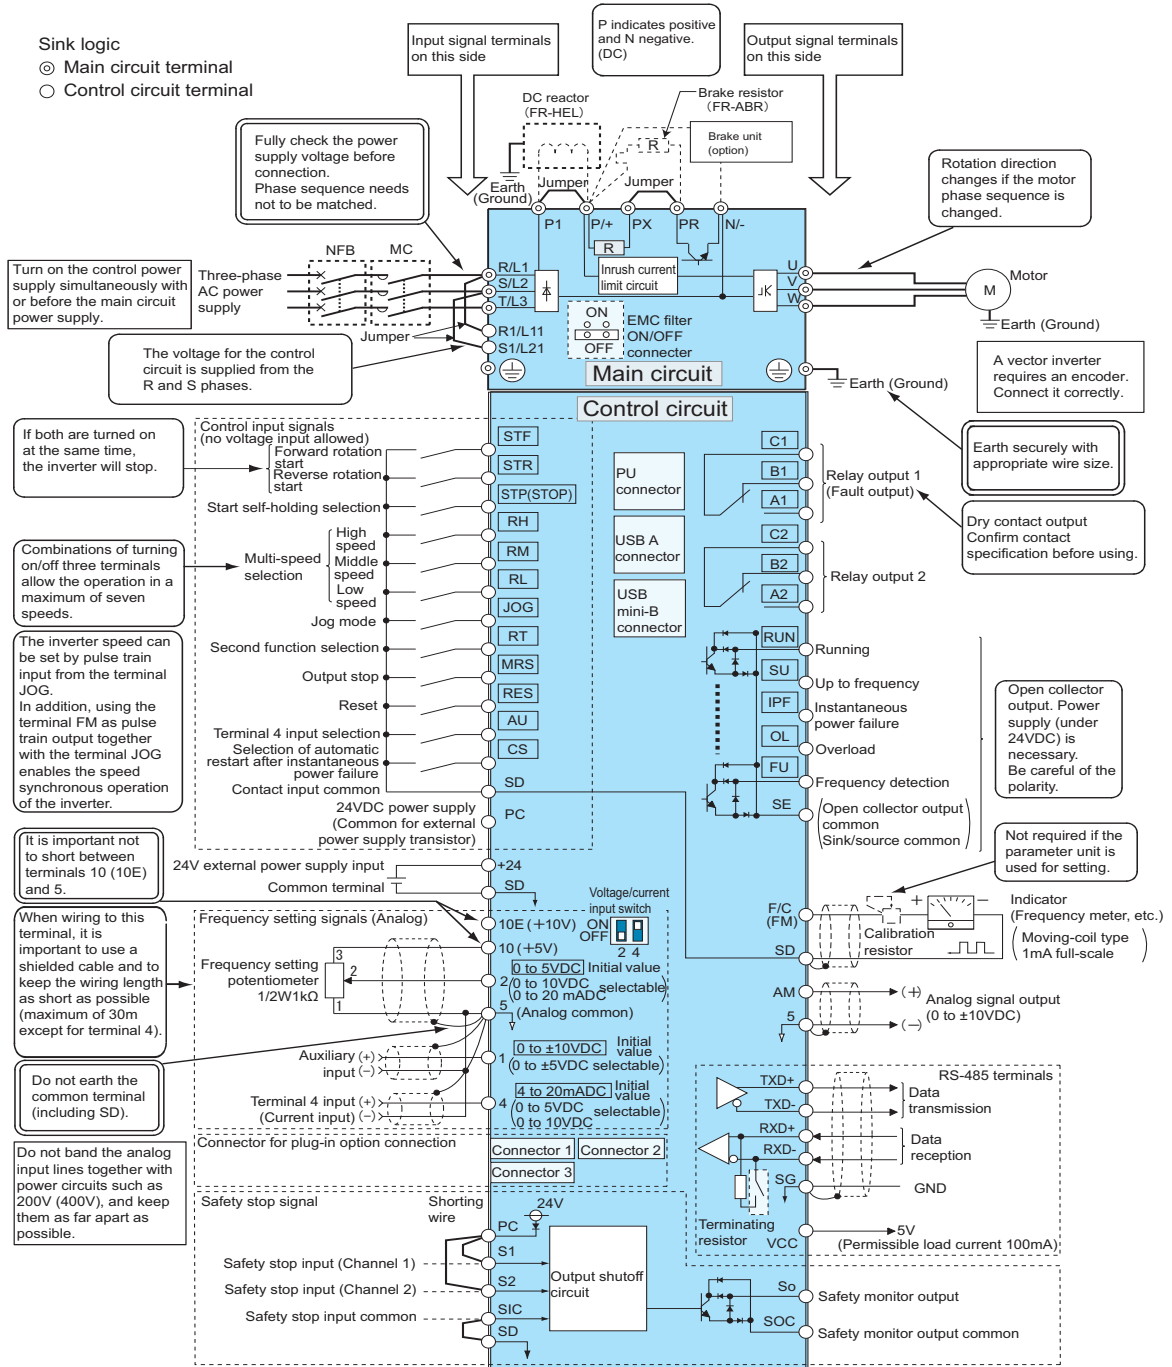 Sink logic
Main circuit terminal
Control circuit terminal
Input signal terminals
on this side
P indicates positive
and N negative.
(DC)
Output signal terminals
on this side
DC reactor
(FR-HEL)
Brake resistor
(FR-ABR)
R
Brake unit
(option)
Fully check the power
supply voltage before
connection.
Phase sequence needs
not to be matched.
Rotation direction
changes if the motor
phase sequence is
changed.
Earth
(Ground)
Jumper
Jumper
P1
P/+
PX
PR
N/-
R
Turn on the control power
supply simultaneously with
or before the main circuit
power supply.
NFB
MC
Three-phase
AC power
supply
R/L1
S/L2
T/L3
R1/L11
S1/L21
Jumper
Inrush current
limit circuit
ON
OFF
EMC filter
ON/OFF
connecter
U
V
W
Motor
M
Earth (Ground)
The voltage for the control
circuit is supplied from the
R and S phases.
Main circuit
Earth (Ground)
A vector inverter
requires an encoder.
Connect it correctly.
Control circuit
If both are turned on
at the same time,
the inverter will stop.
Control input signals
(no voltage input allowed)
Forward rotation
start
Reverse rotation
start
Start self-holding selection
Multi-speed
selection
High
speed
Middle
speed
Low
speed
Jog mode
Second function selection
Output stop
Reset
Terminal 4 input selection
Selection of automatic
restart after instantaneous
power failure
Contact input common
24VDC power supply
(Common for external
power supply transistor)
STF
STR
STP(STOP)
RH
RM
RL
JOG
RT
MRS
RES
AU
CS
SD
PC
Combinations of turning
on/off three terminals
allow the operation in a
maximum of seven
speeds.
The inverter speed can
be set by pulse train
input from the terminal
JOG.
In addition, using the
terminal FM as pulse
train output together
with the terminal JOG
enables the speed
synchronous operation
of the inverter.
PU
connector
USB A
connector
USB
mini-B
connector
C1
B1
A1
Relay output 1
(Fault output)
C2
B2
A2
Relay output 2
Earth securely with
appropriate wire size.
Dry contact output
Confirm contact
specification before using.
RUN
Running
SU
Up to frequency
IPF
Instantaneous
power failure
OL
Overload
FU
Frequency detection
SE
Open collector output
common
Sink/source common
Open collector
output. Power
supply (under
24VDC) is
necessary.
Be careful of the
polarity.
It is important not
to short between
terminals 10 (10E)
and 5.
24V external power supply input
+24
Common terminal
SD
Voltage/current
input switch
ON
OFF
2 4
Not required if the
parameter unit is
used for setting.
When wiring to this
terminal, it is
important to use a
shielded cable and to
keep the wiring length
as short as possible
(maximum of 30m
except for terminal 4).
Frequency setting signals (Analog)
Frequency setting
potentiometer
1/2W1kΩ
3
2
1
10E (+10V)
10 (+5V)
2
0 to 5VDC Initial value
0 to 10VDC
0 to 20 mADC
selectable
5
(Analog common)
Auxiliary (+)
input (−)
1
0 to ±10VDC Initial
value
(0 to ±5VDC selectable)
Terminal 4 input (+)
(Current input) (−)
4
4 to 20mADC Initial
value
0 to 5VDC
0 to 10VDC
selectable
F/C
(FM)
SD
+
−
Calibration
resistor
Indicator
(Frequency meter, etc.)
Moving-coil type
1mA full-scale
AM
5
(+)
(−)
Analog signal output
(0 to ±10VDC)
Do not earth the
common terminal
(including SD).
RS-485 terminals
TXD+
TXD-
Data
transmission
RXD+
RXD-
Data
reception
SG
GND
Terminating
resistor
VCC
5V
(Permissible load current 100mA)
Do not band the analog
input lines together with
power circuits such as
200V (400V), and keep
them as far apart as
possible.
Connector for plug-in option connection
Connector 1
Connector 2
Connector 3
Safety stop signal
Shorting
wire
24V
PC
S1
S2
SIC
SD
Safety stop input (Channel 1)
Safety stop input (Channel 2)
Safety stop input common
Output shutoff
circuit
So
Safety monitor output
SOC
Safety monitor output common